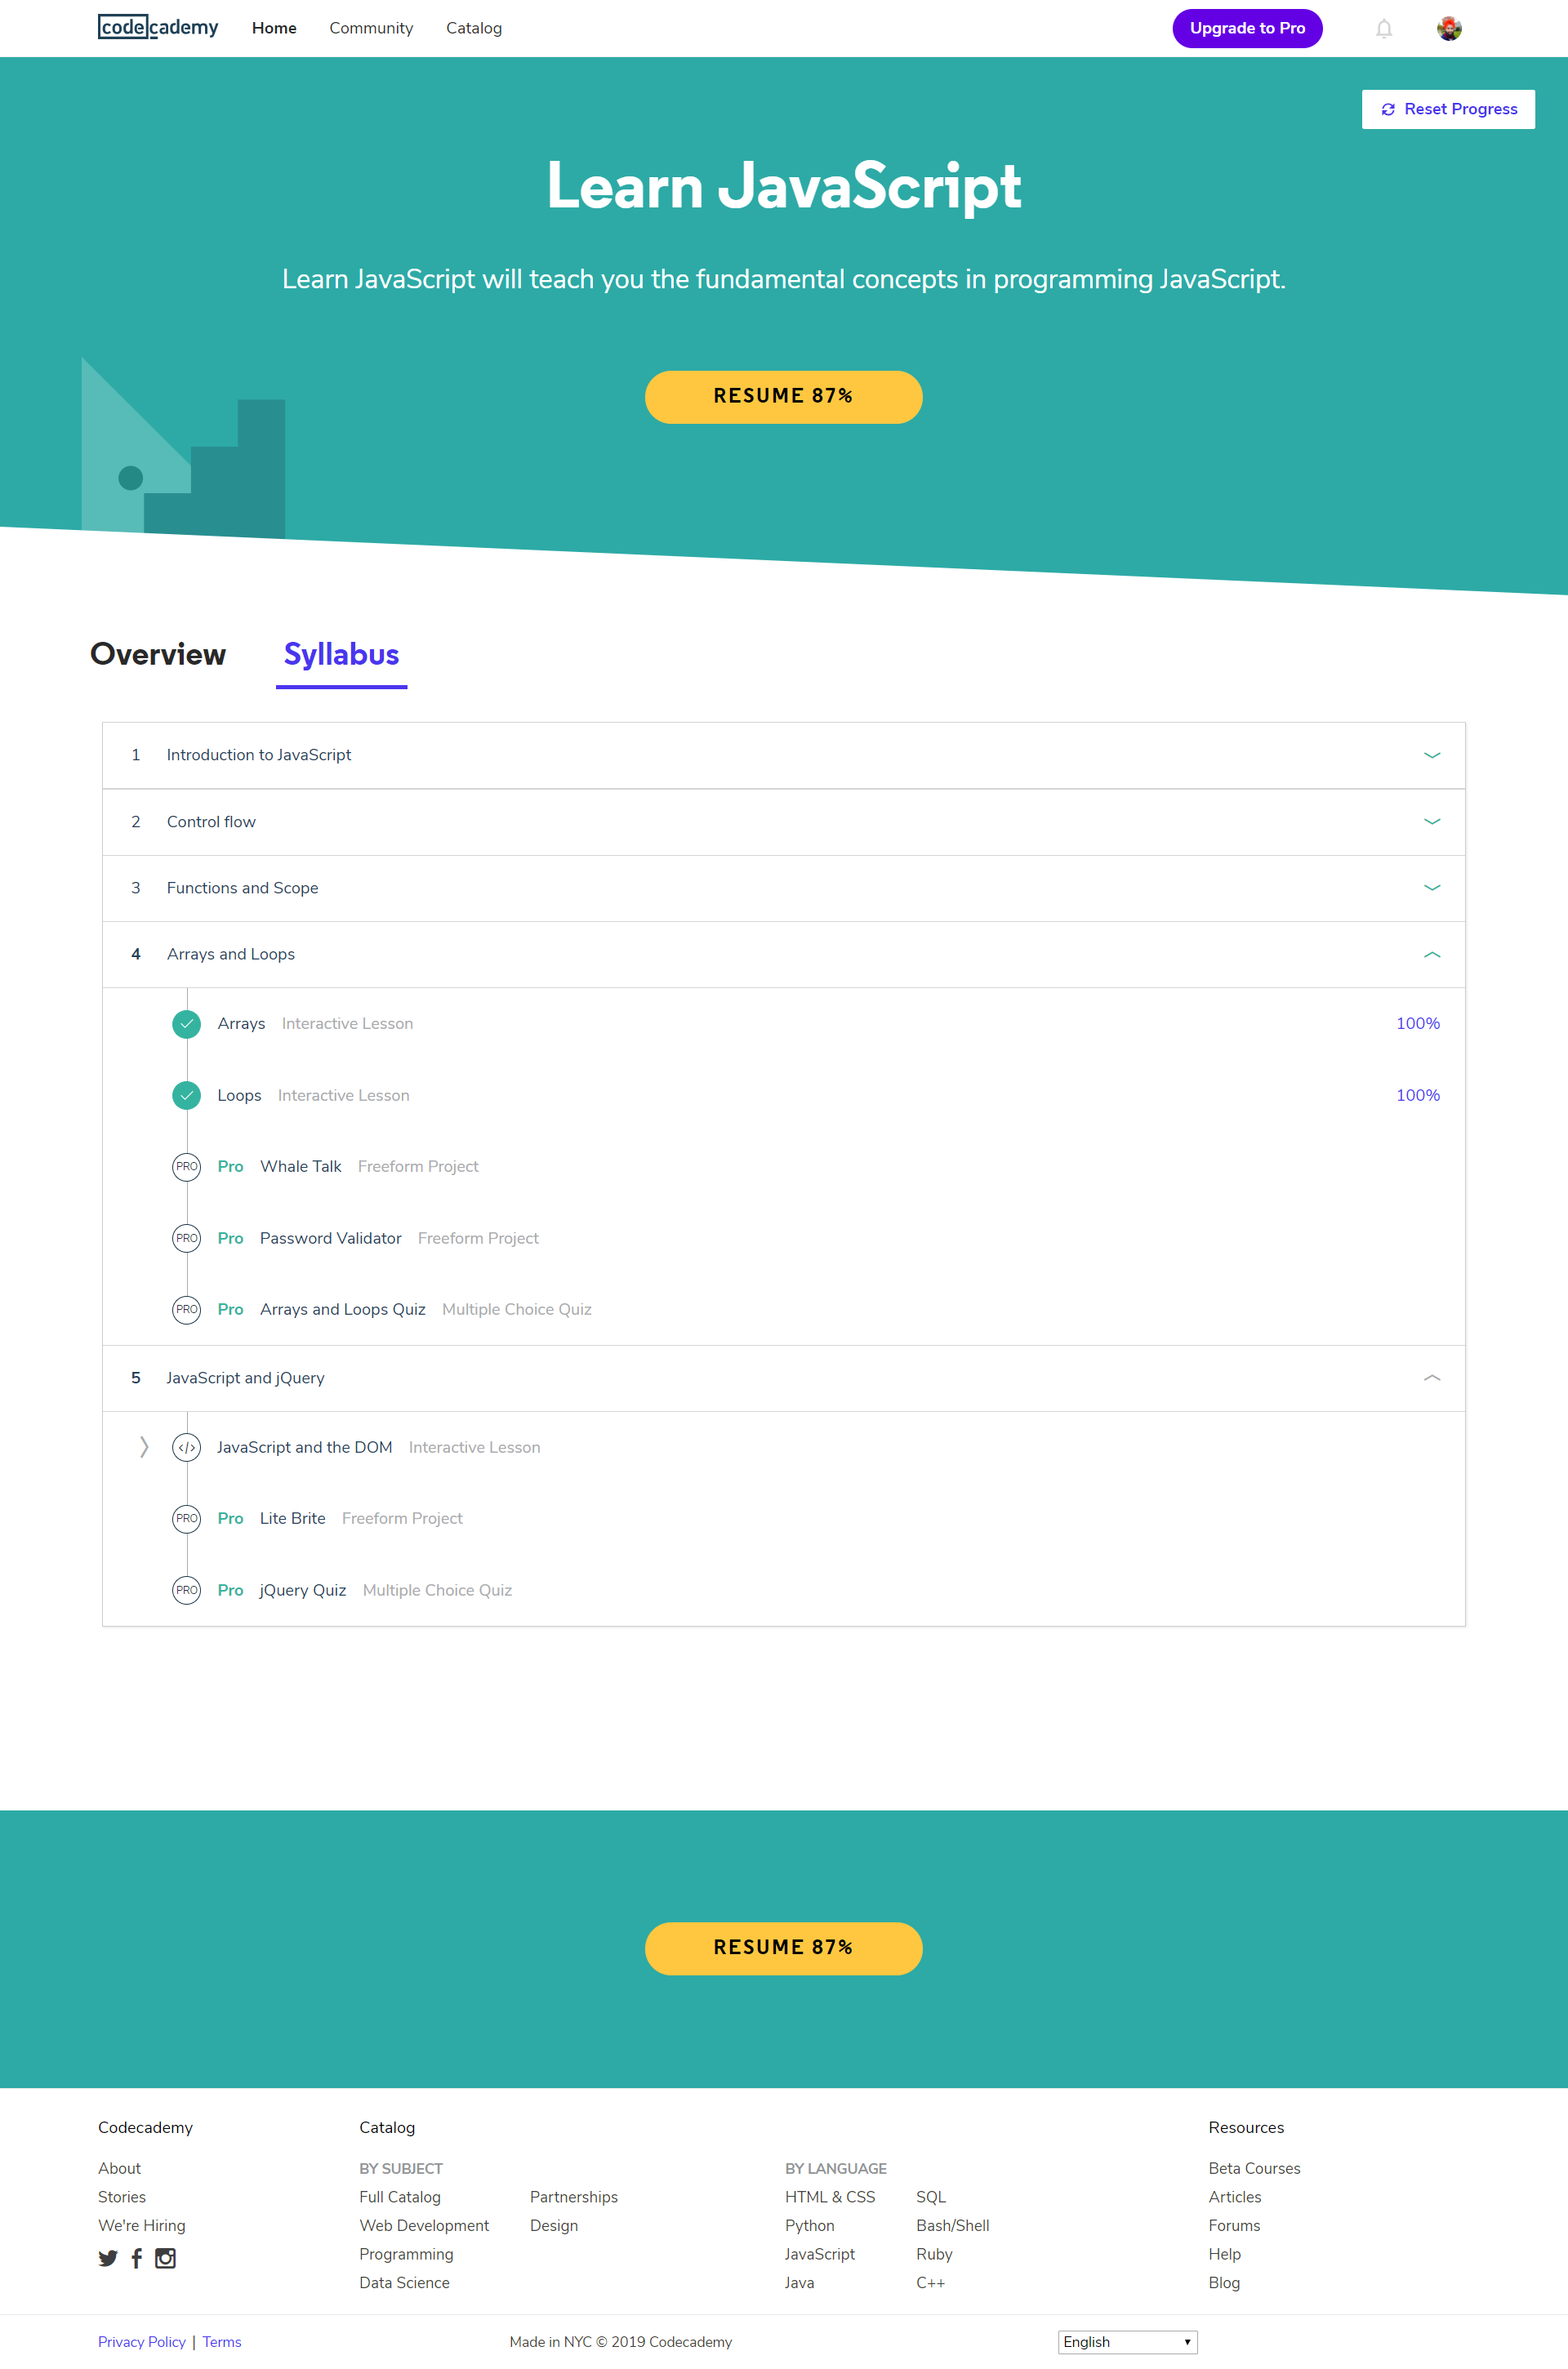 codecademy Home Community Catalog Upgrade to Pro
Reset Progress
Learn JavaScript
Learn JavaScript will teach you the fundamental concepts in programming JavaScript.
RESUME 87%
Overview Syllabus
1 Introduction to JavaScript
2 Control flow
3 Functions and Scope
4 Arrays and Loops
Arrays Interactive Lesson 100%
Loops Interactive Lesson 100%
PRO Pro Whale Talk Freeform Project
PRO Pro Password Validator Freeform Project
PRO Pro Arrays and Loops Quiz Multiple Choice Quiz
5 JavaScript and jQuery
</> JavaScript and the DOM Interactive Lesson
PRO Pro Lite Brite Freeform Project
PRO Pro jQuery Quiz Multiple Choice Quiz
RESUME 87%
Codecademy
About
Stories
We're Hiring
Catalog
BY SUBJECT
Full Catalog
Web Development
Programming
Data Science
Partnerships
Design
BY LANGUAGE
HTML & CSS
Python
JavaScript
Java
SQL
Bash/Shell
Ruby
C++
Resources
Beta Courses
Articles
Forums
Help
Blog
Privacy Policy | Terms
Made in NYC © 2019 Codecademy
English